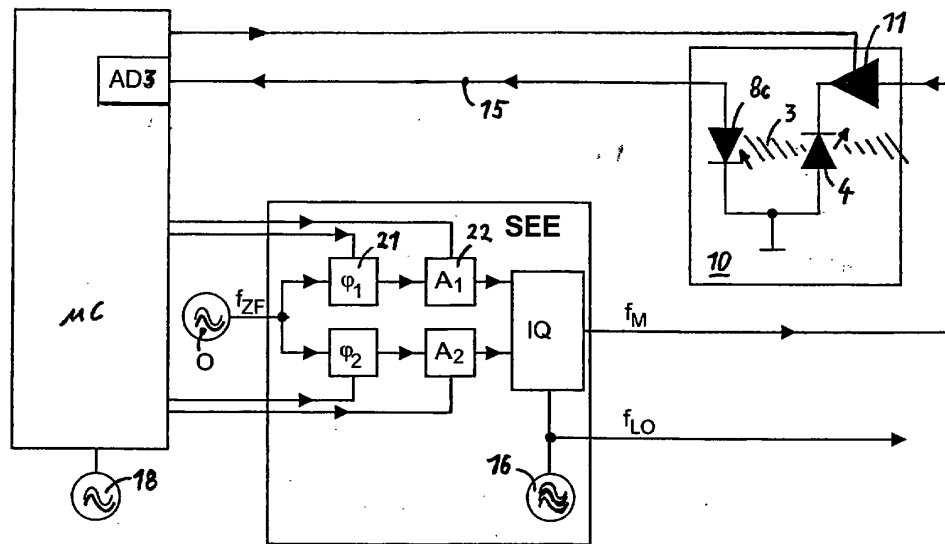 11
AD3
15
8c
3
4
10
SEE
21
22
φ1
A1
μC
fZF
O
IQ
fM
φ2
A2
fLO
18
16